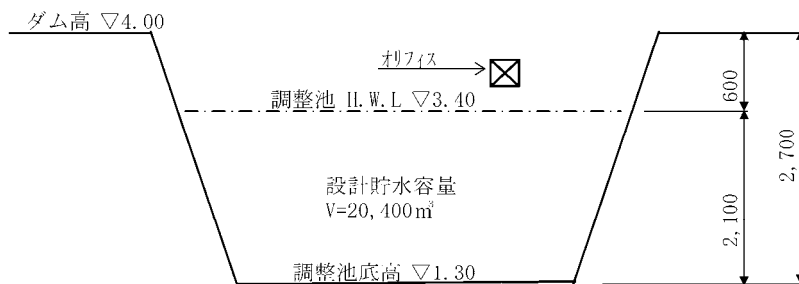 ダム高 ▽4.00
オリフィス
調整池 H.W.L ▽3.40
600
2,700
設計貯水容量
V=20,400㎥
2,100
調整池底高 ▽1.30